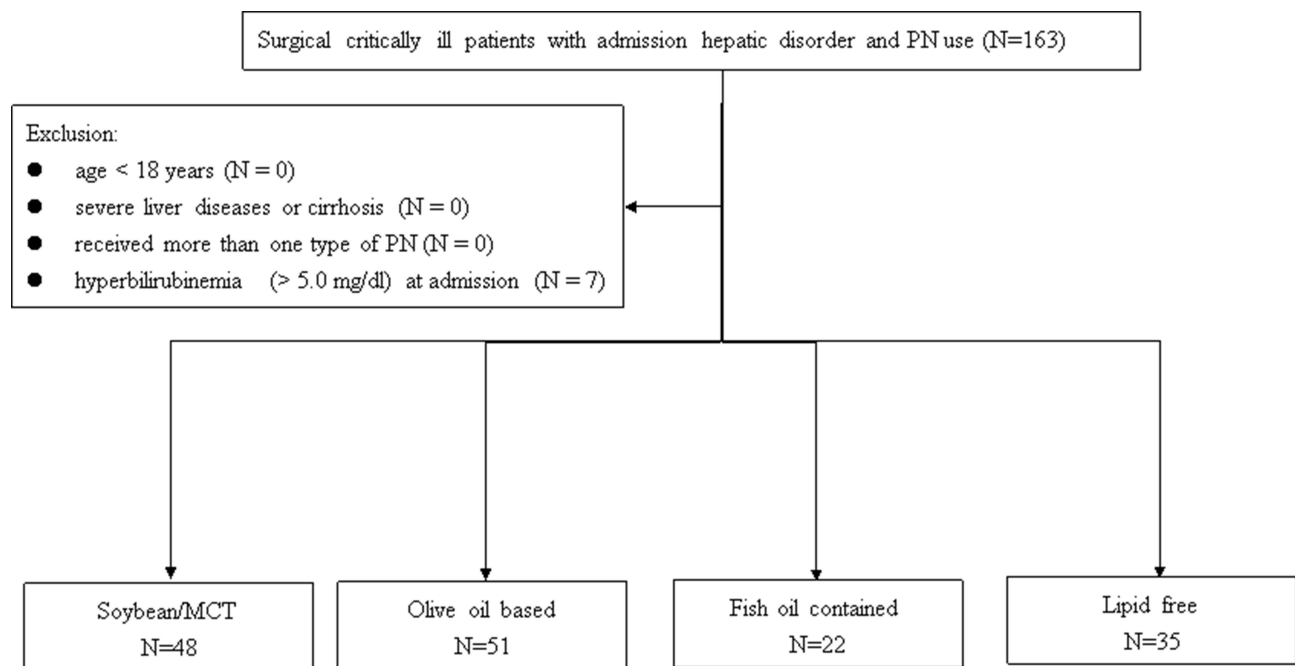 Surgical critically ill patients with admission hepatic disorder and PN use (N=163)
Exclusion:
● age < 18 years (N = 0)
● severe liver diseases or cirrhosis (N = 0)
● received more than one type of PN (N = 0)
● hyperbilirubinemia (> 5.0 mg/dl) at admission (N = 7)
Soybean/MCT
N=48
Olive oil based
N=51
Fish oil contained
N=22
Lipid free
N=35